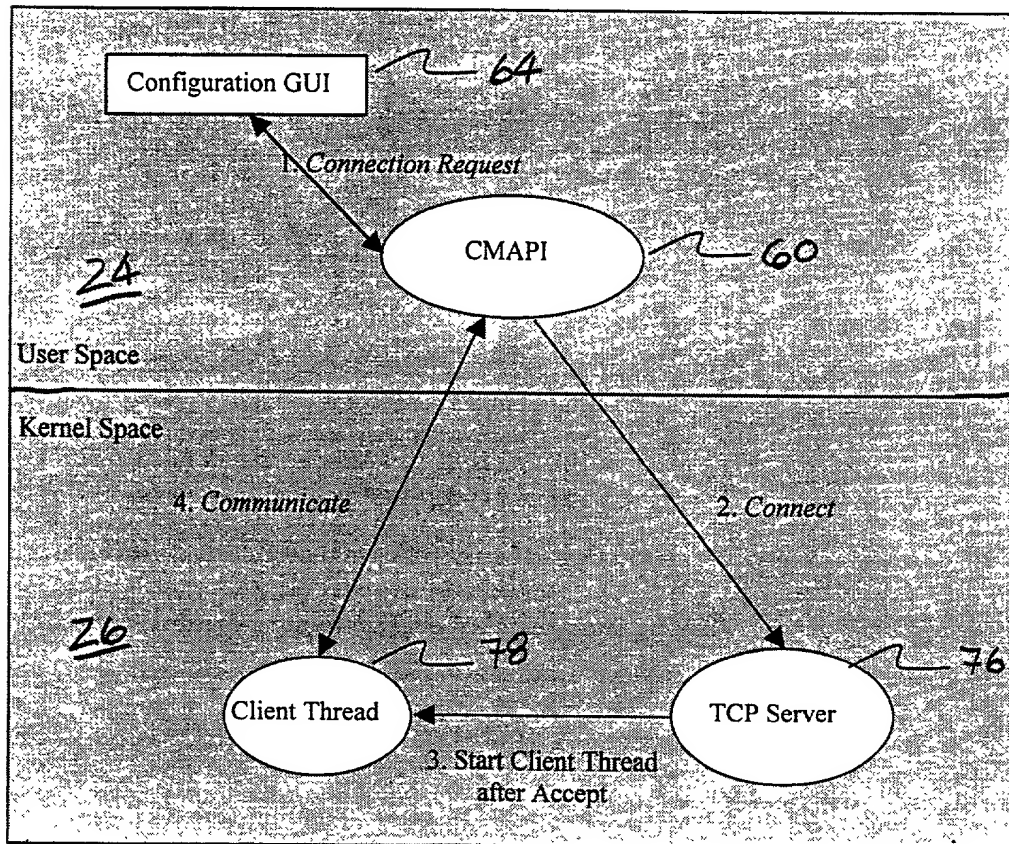 Configuration GUI
64
1. Connection Request
CMAPI
60
24
User Space
Kernel Space
4. Communicate
2. Connect
26
78
76
Client Thread
TCP Server
3. Start Client Thread
after Accept